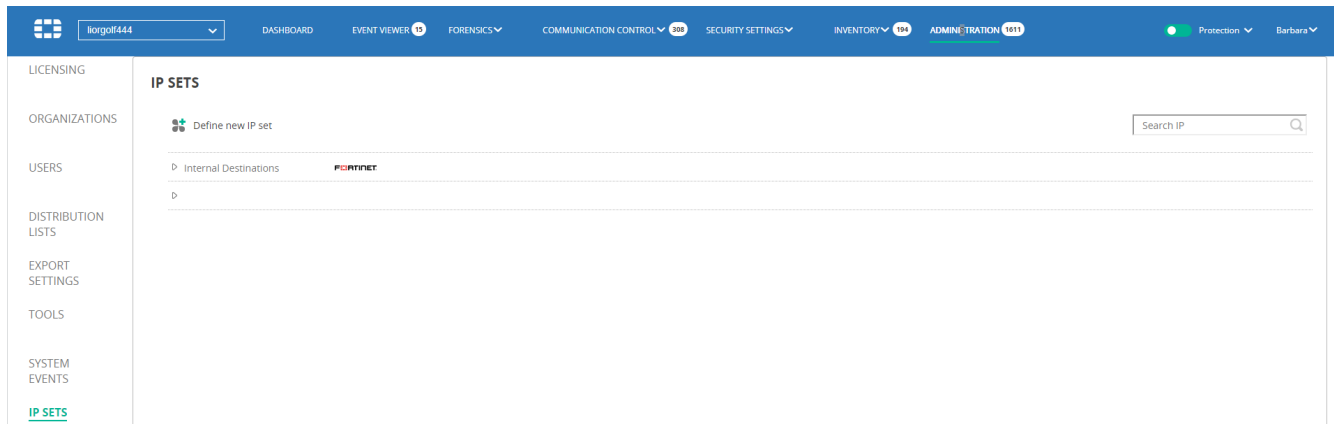 liorgolf444
DASHBOARD
EVENT VIEWER 15
FORENSICS
COMMUNICATION CONTROL 308
SECURITY SETTINGS
INVENTORY 194
ADMINISTRATION 1611
Protection
Barbara
LICENSING
ORGANIZATIONS
USERS
DISTRIBUTION
LISTS
EXPORT
SETTINGS
TOOLS
SYSTEM
EVENTS
IP SETS
IP SETS
Define new IP set
Search IP
Internal Destinations
FORTINET